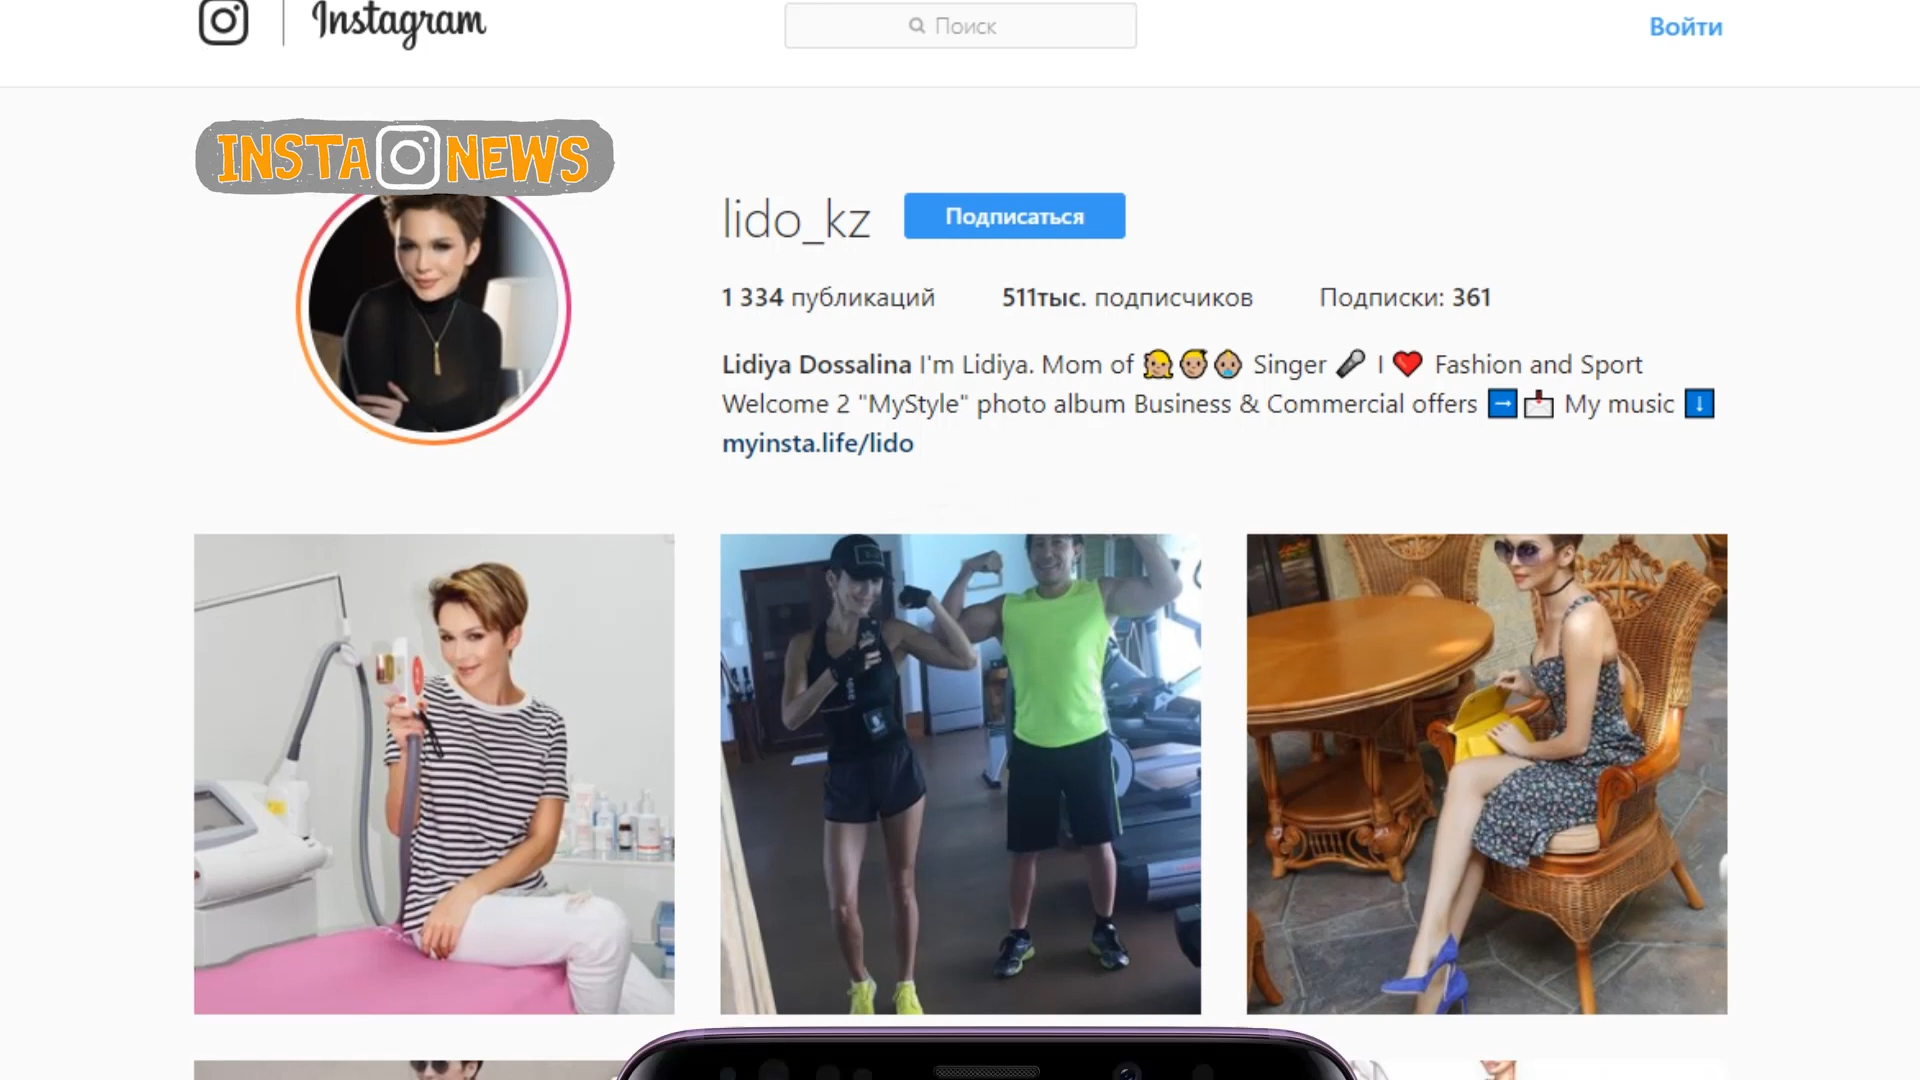 Instagram
Поиск
Войти
INSTA NEWS
lido_kz
Подписаться
1 334 публикаций 511тыс. подписчиков Подписки: 361
Lidiya Dossalina I'm Lidiya. Mom of 👧👦👶 Singer 🎤 I ❤️ Fashion and Sport
Welcome 2 "MyStyle" photo album Business & Commercial offers ➡️📩 My music ⬇️
myinsta.life/lido